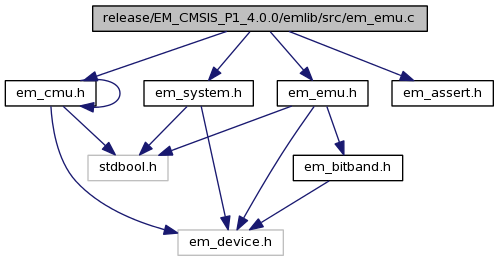 release/EM_CMSIS_P1_4.0.0/emlib/src/em_emu.c
em_cmu.h
em_system.h
em_emu.h
em_assert.h
stdbool.h
em_bitband.h
em_device.h